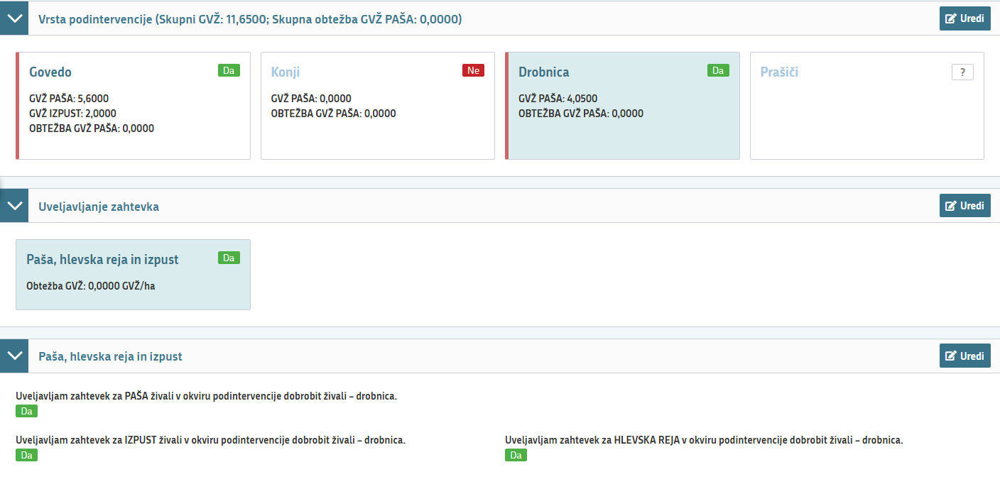 Vrsta podintervencije (Skupni GVŽ: 11,6500; Skupna obtežba GVŽ PAŠA: 0,0000)
Uredi
Govedo
Da
GVŽ PAŠA: 5,6000
GVŽ IZPUST: 2,0000
OBTEŽBA GVŽ PAŠA: 0,0000
Konji
Ne
GVŽ PAŠA: 0,0000
OBTEŽBA GVŽ PAŠA: 0,0000
Drobnica
Da
GVŽ PAŠA: 4,0500
OBTEŽBA GVŽ PAŠA: 0,0000
Prašiči
?
Uveljavljanje zahtevka
Uredi
Paša, hlevska reja in izpust
Da
Obtežba GVŽ: 0,0000 GVŽ/ha
Paša, hlevska reja in izpust
Uredi
Uveljavljam zahtevek za PAŠA živali v okviru podintervencije dobrobit živali – drobnica.
Da
Uveljavljam zahtevek za IZPUST živali v okviru podintervencije dobrobit živali – drobnica.
Da
Uveljavljam zahtevek za HLEVSKA REJA v okviru podintervencije dobrobit živali – drobnica.
Da